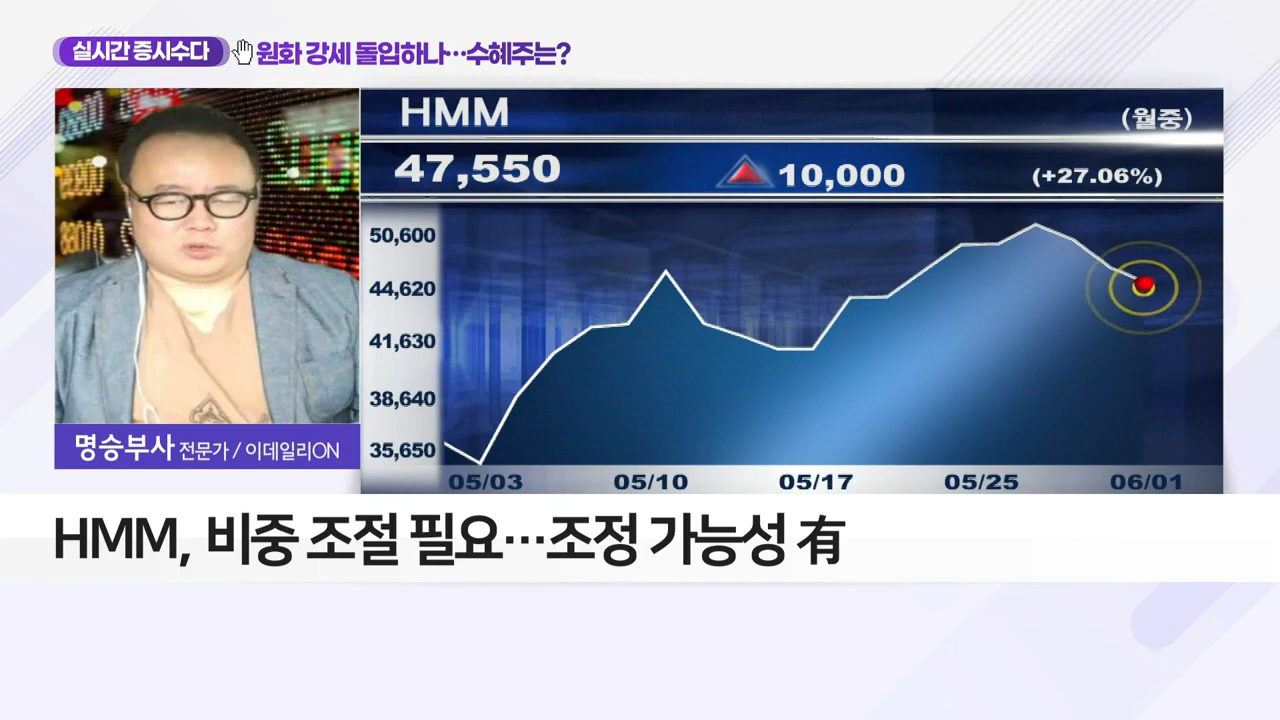 실시간 증시수다 원화 강세 돌입하나…수혜주는?
HMM (월중)
47,550 10,000 (+27.06%)
50,600
44,620
41,630
38,640
35,650
05/03 05/10 05/17 05/25 06/01
명승부사 전문가 / 이데일리ON
HMM, 비중 조절 필요…조정 가능성 有